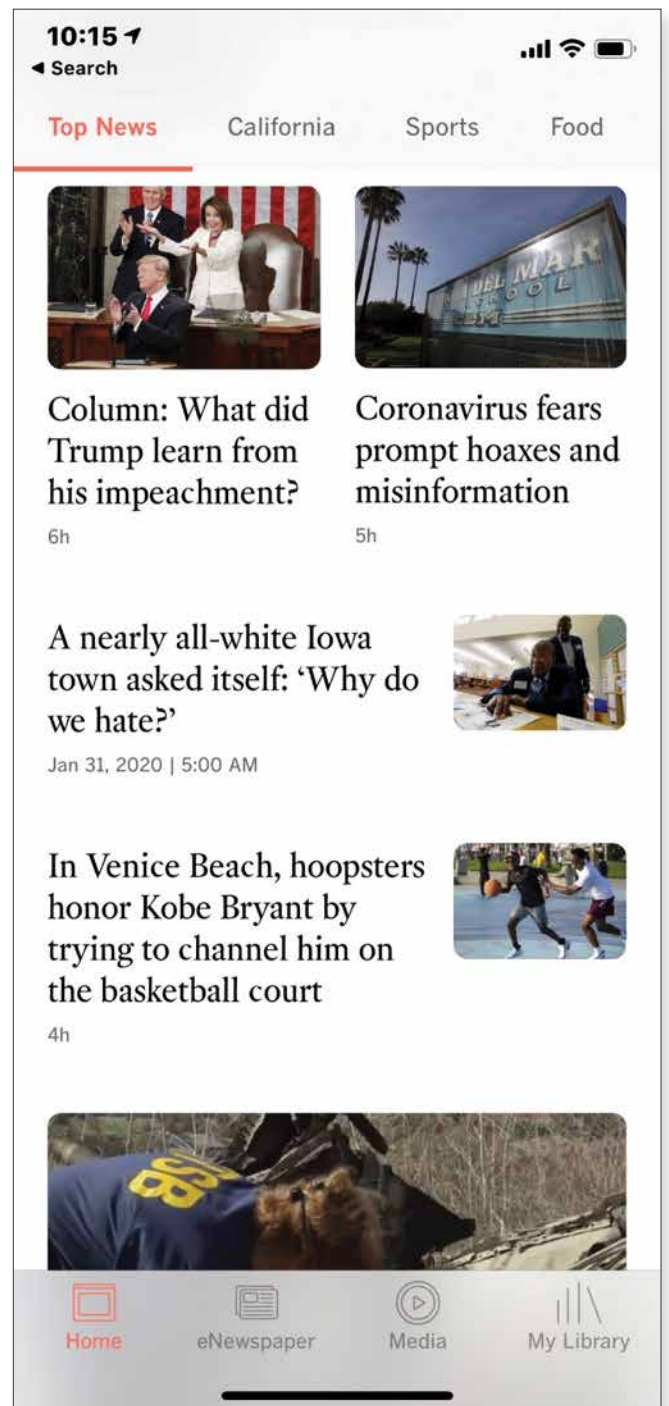 10:15
Search
Top News
California
Sports
Food
DEL MAR
Column: What did
Trump learn from
his impeachment?
6h
Coronavirus fears
prompt hoaxes and
misinformation
5h
A nearly all-white Iowa
town asked itself: ‘Why do
we hate?’
Jan 31, 2020 | 5:00 AM
In Venice Beach, hoopsters
honor Kobe Bryant by
trying to channel him on
the basketball court
4h
Home
eNewspaper
Media
My Library